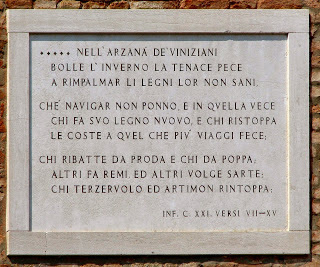 ..... NELL' ARZANÀ DE' VINIZIANI
BOLLE L' INVERNO LA TENACE PECE
A RIMPALMAR LI LEGNI LOR NON SANI,
CHE' NAVIGAR NON PONNO, E IN QVELLA VECE
CHI FA SVO LEGNO NVOVO, E CHI RISTOPPA
LE COSTE A QVEL CHE PIV' VIAGGI FECE;
CHI RIBATTE DA PRODA E CHI DA POPPA;
ALTRI FA REMI, ED ALTRI VOLGE SARTE;
CHI TERZERVOLO ED ARTIMON RINTOPPA;
INF. C. XXI. VERSI VII—XV